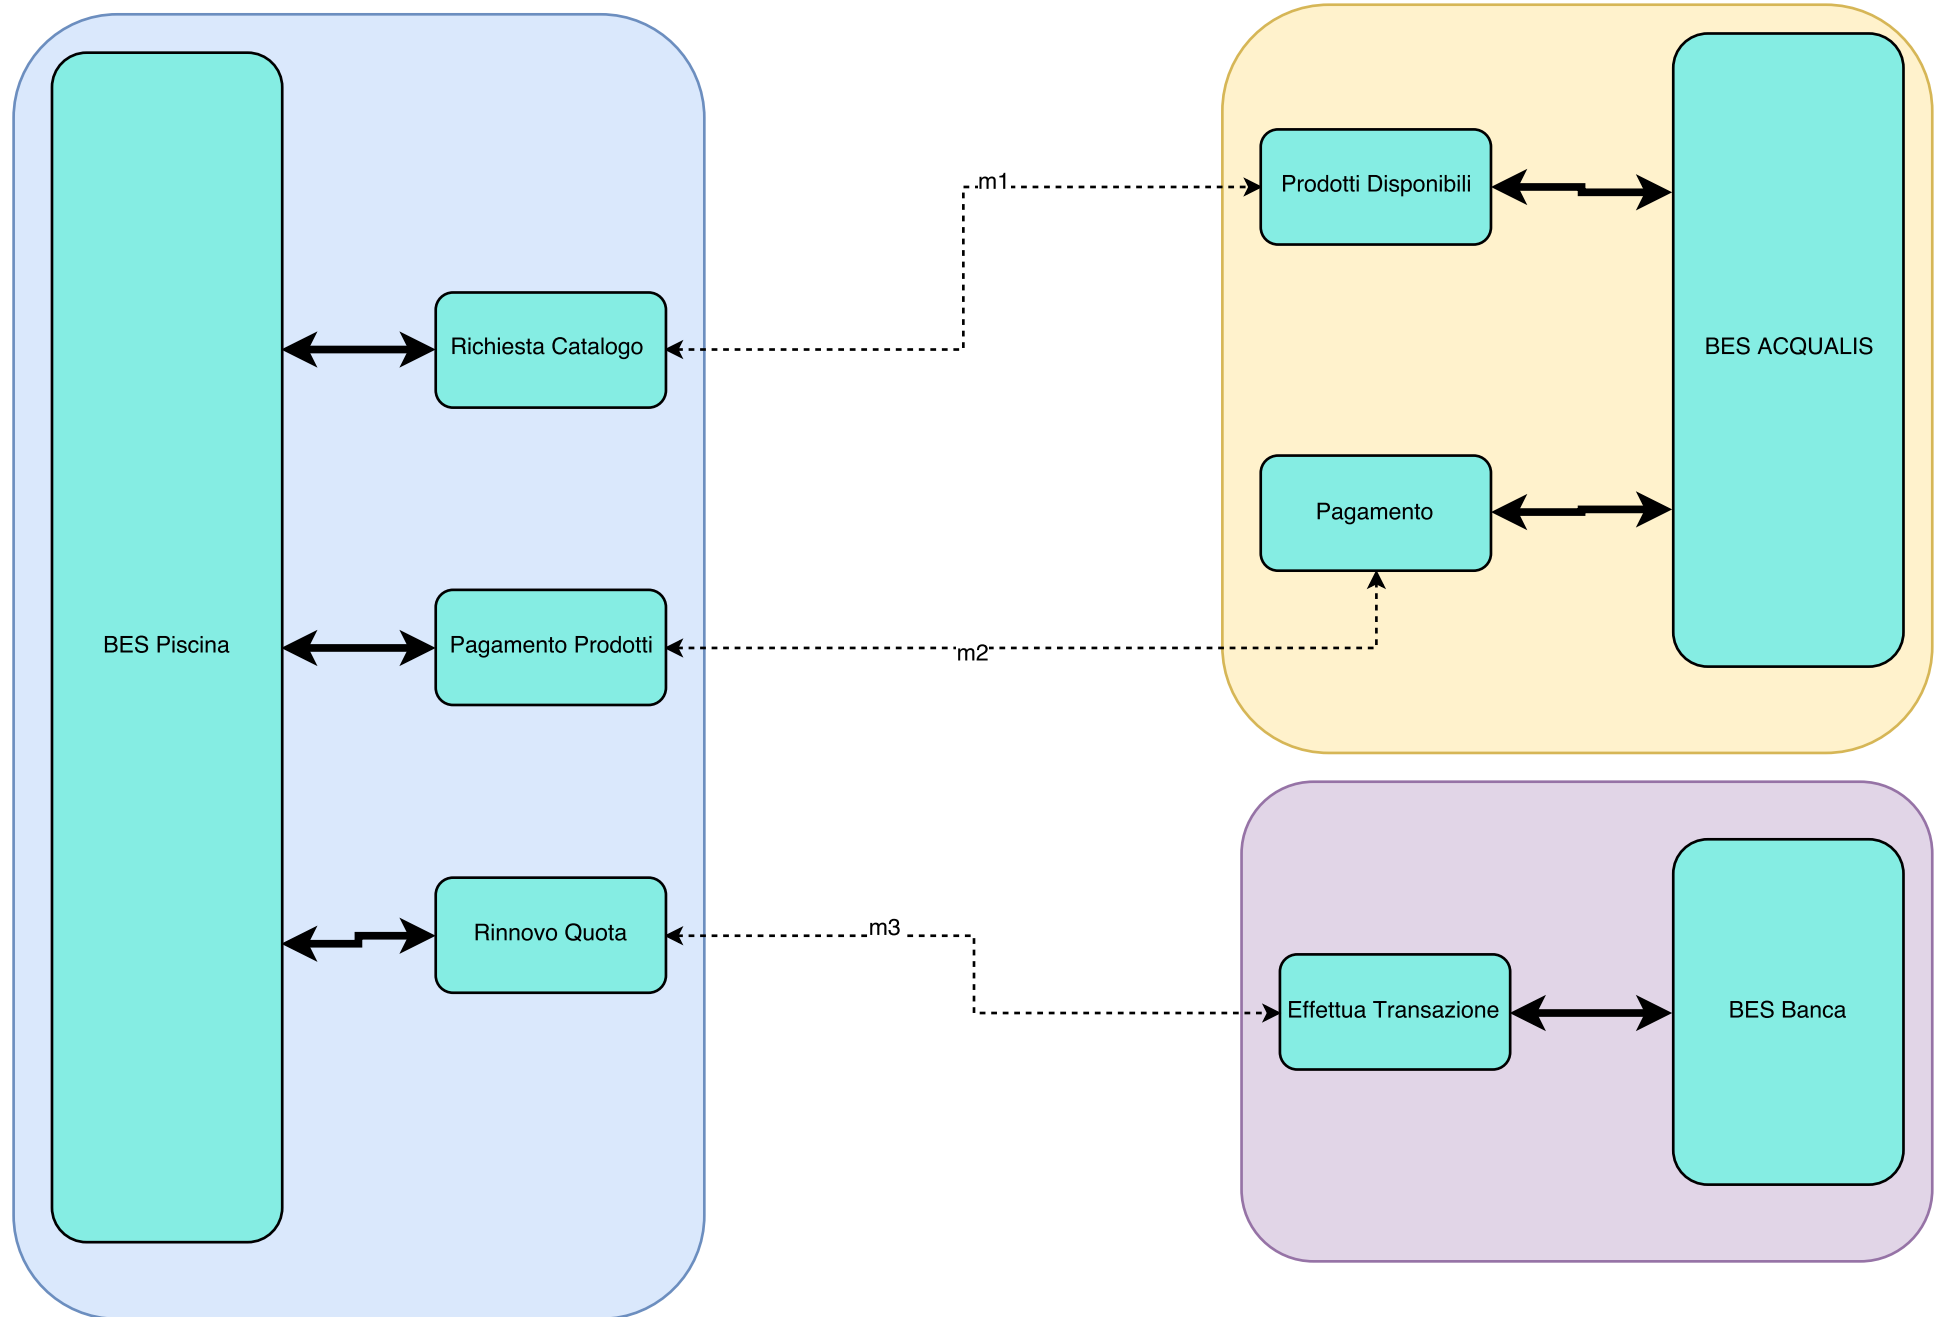 m1
Prodotti Disponibili
Richiesta Catalogo
BES ACQUALIS
Pagamento
BES Piscina
Pagamento Prodotti
m2
Rinnovo Quota
m3
Effettua Transazione
BES Banca